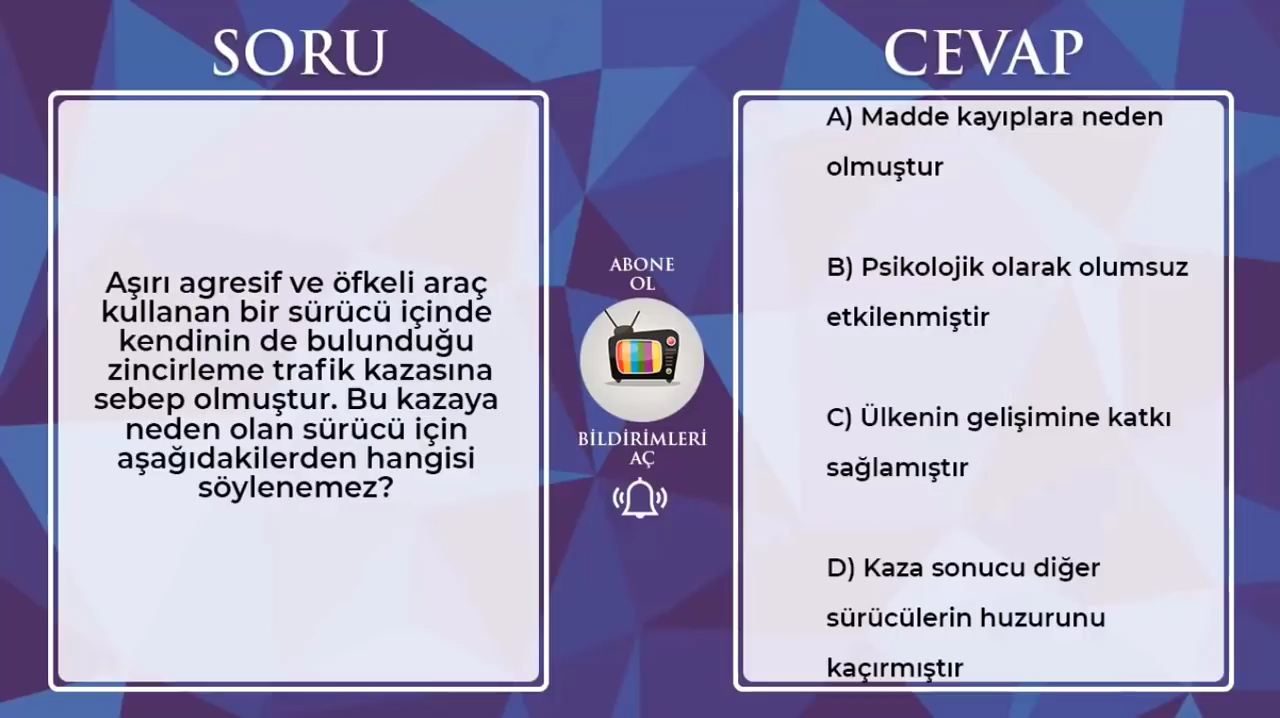 SORU
Aşırı agresif ve öfkeli araç
kullanan bir sürücü içinde
kendinin de bulunduğu
zincirleme trafik kazasına
sebep olmuştur. Bu kazaya
neden olan sürücü için
aşağıdakilerden hangisi
söylenemez?
ABONE
OL
BİLDİRİMLERİ
AÇ
CEVAP
A) Madde kayıplara neden
olmuştur
B) Psikolojik olarak olumsuz
etkilenmiştir
C) Ülkenin gelişimine katkı
sağlamıştır
D) Kaza sonucu diğer
sürücülerin huzurunu
kaçırmıştır